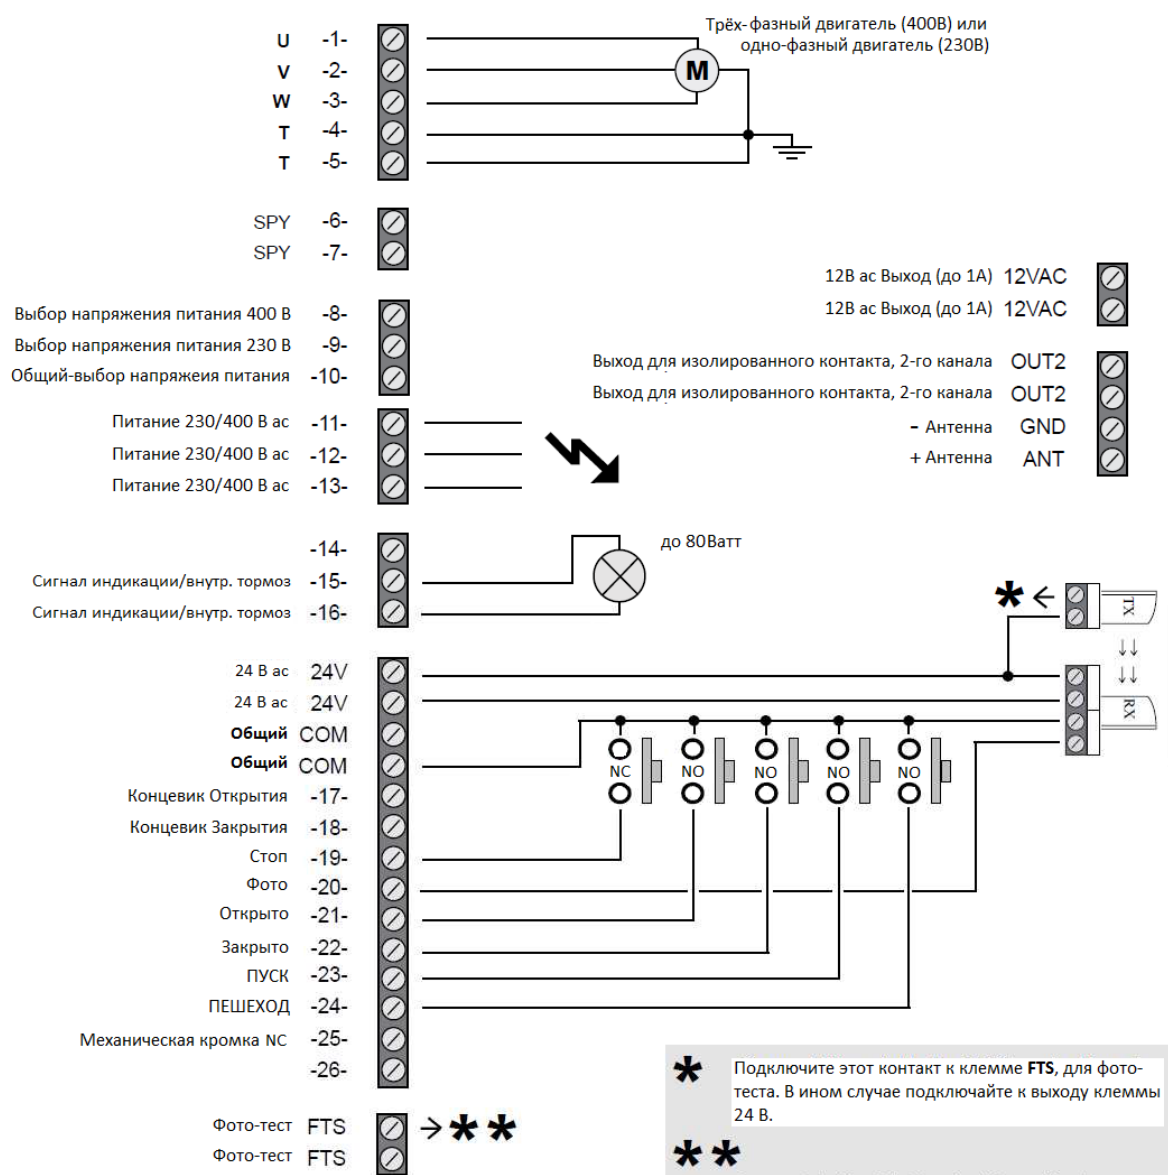 Трёх-фазный двигатель (400В) или
одно-фазный двигатель (230В)
U -1-
V -2-
W -3-
T -4-
T -5-
M
SPY -6-
SPY -7-
12В ас Выход (до 1А) 12VAC
12В ас Выход (до 1А) 12VAC
Выбор напряжения питания 400 В -8-
Выбор напряжения питания 230 В -9-
Общий-выбор напряжеия питания -10-
Выход для изолированного контакта, 2-го канала OUT2
Выход для изолированного контакта, 2-го канала OUT2
- Антенна GND
+ Антенна ANT
Питание 230/400 В ас -11-
Питание 230/400 В ас -12-
Питание 230/400 В ас -13-
-14-
Сигнал индикации/внутр. тормоз -15-
Сигнал индикации/внутр. тормоз -16-
до 80Ватт
* TX
RX
24 В ас 24V
24 В ас 24V
Общий COM
Общий COM
NC NO NO NO NO
Концевик Открытия -17-
Концевик Закрытия -18-
Стоп -19-
Фото -20-
Открыто -21-
Закрыто -22-
ПУСК -23-
ПЕШЕХОД -24-
Механическая кромка NC -25-
-26-
Фото-тест FTS **
Фото-тест FTS
* Подключите этот контакт к клемме FTS, для фото-
теста. В ином случае подключайте к выходу клеммы
24 В.
**